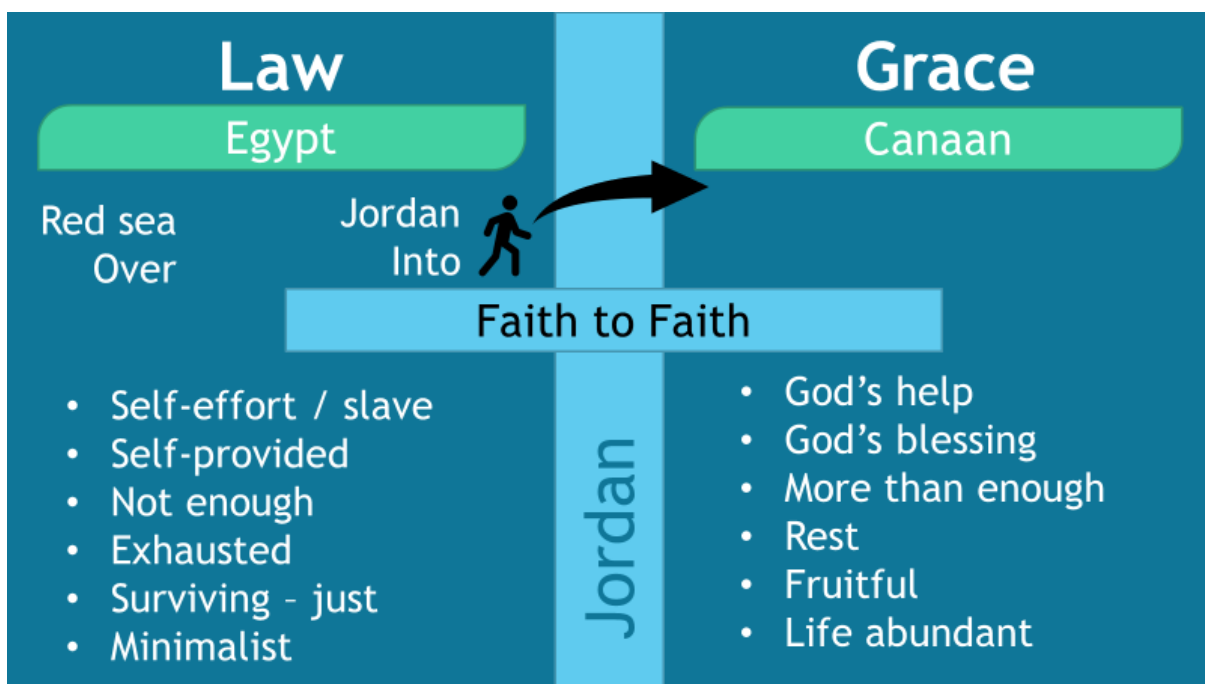 Law
Egypt
Red sea
Over
Jordan
Into
Grace
Canaan
Faith to Faith
• Self-effort / slave
• Self-provided
• Not enough
• Exhausted
• Surviving – just
• Minimalist
Jordan
• God’s help
• God’s blessing
• More than enough
• Rest
• Fruitful
• Life abundant